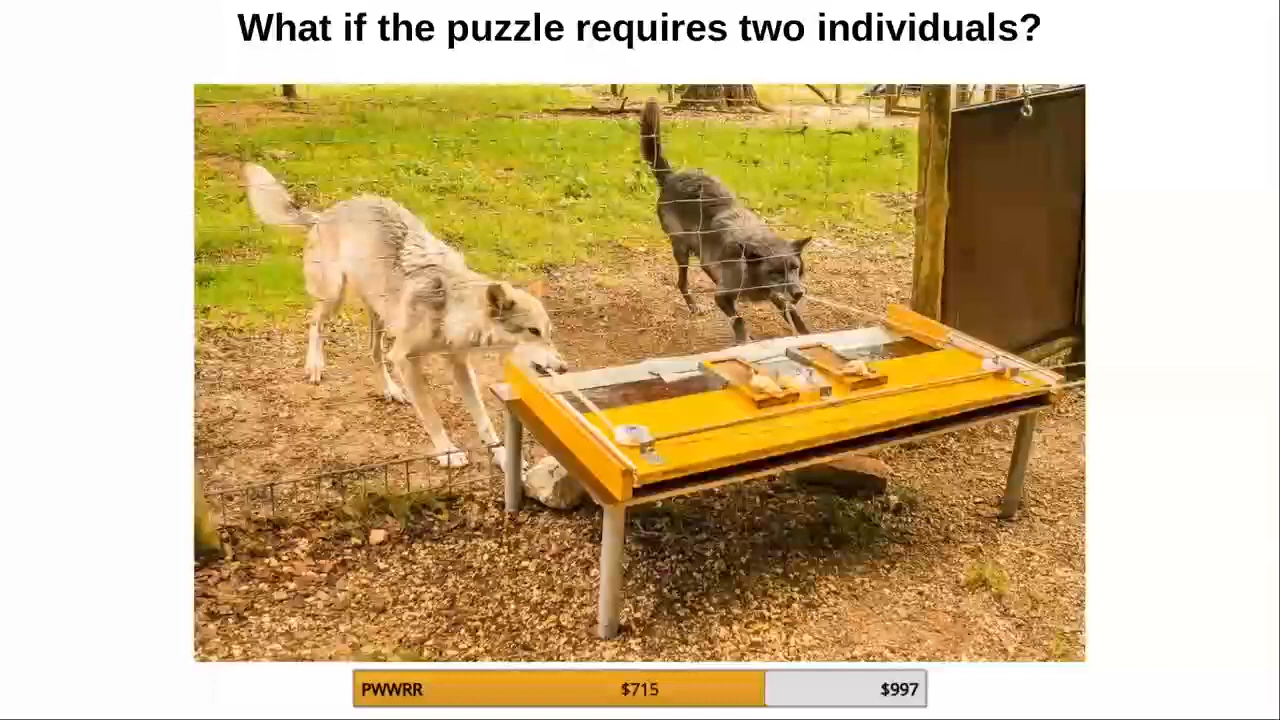 What if the puzzle requires two individuals?
PWWRR $715 $997